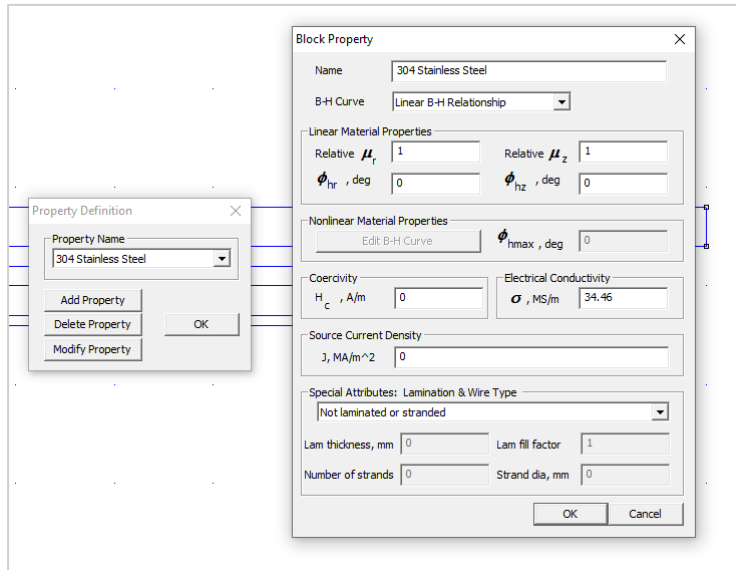 Block Property
Name 304 Stainless Steel
B-H Curve Linear B-H Relationship
Linear Material Properties
Relative μr 1 Relative μz 1
ϕhr , deg 0 ϕhz , deg 0
Property Definition
Property Name
304 Stainless Steel
Add Property
Delete Property OK
Modify Property
Nonlinear Material Properties
Edit B-H Curve ϕhmax , deg 0
Coercivity Electrical Conductivity
Hc , A/m 0 σ , MS/m 34.46
Source Current Density
J, MA/m^2 0
Special Attributes: Lamination & Wire Type
Not laminated or stranded
Lam thickness, mm 0 Lam fill factor 1
Number of strands 0 Strand dia, mm 0
OK Cancel